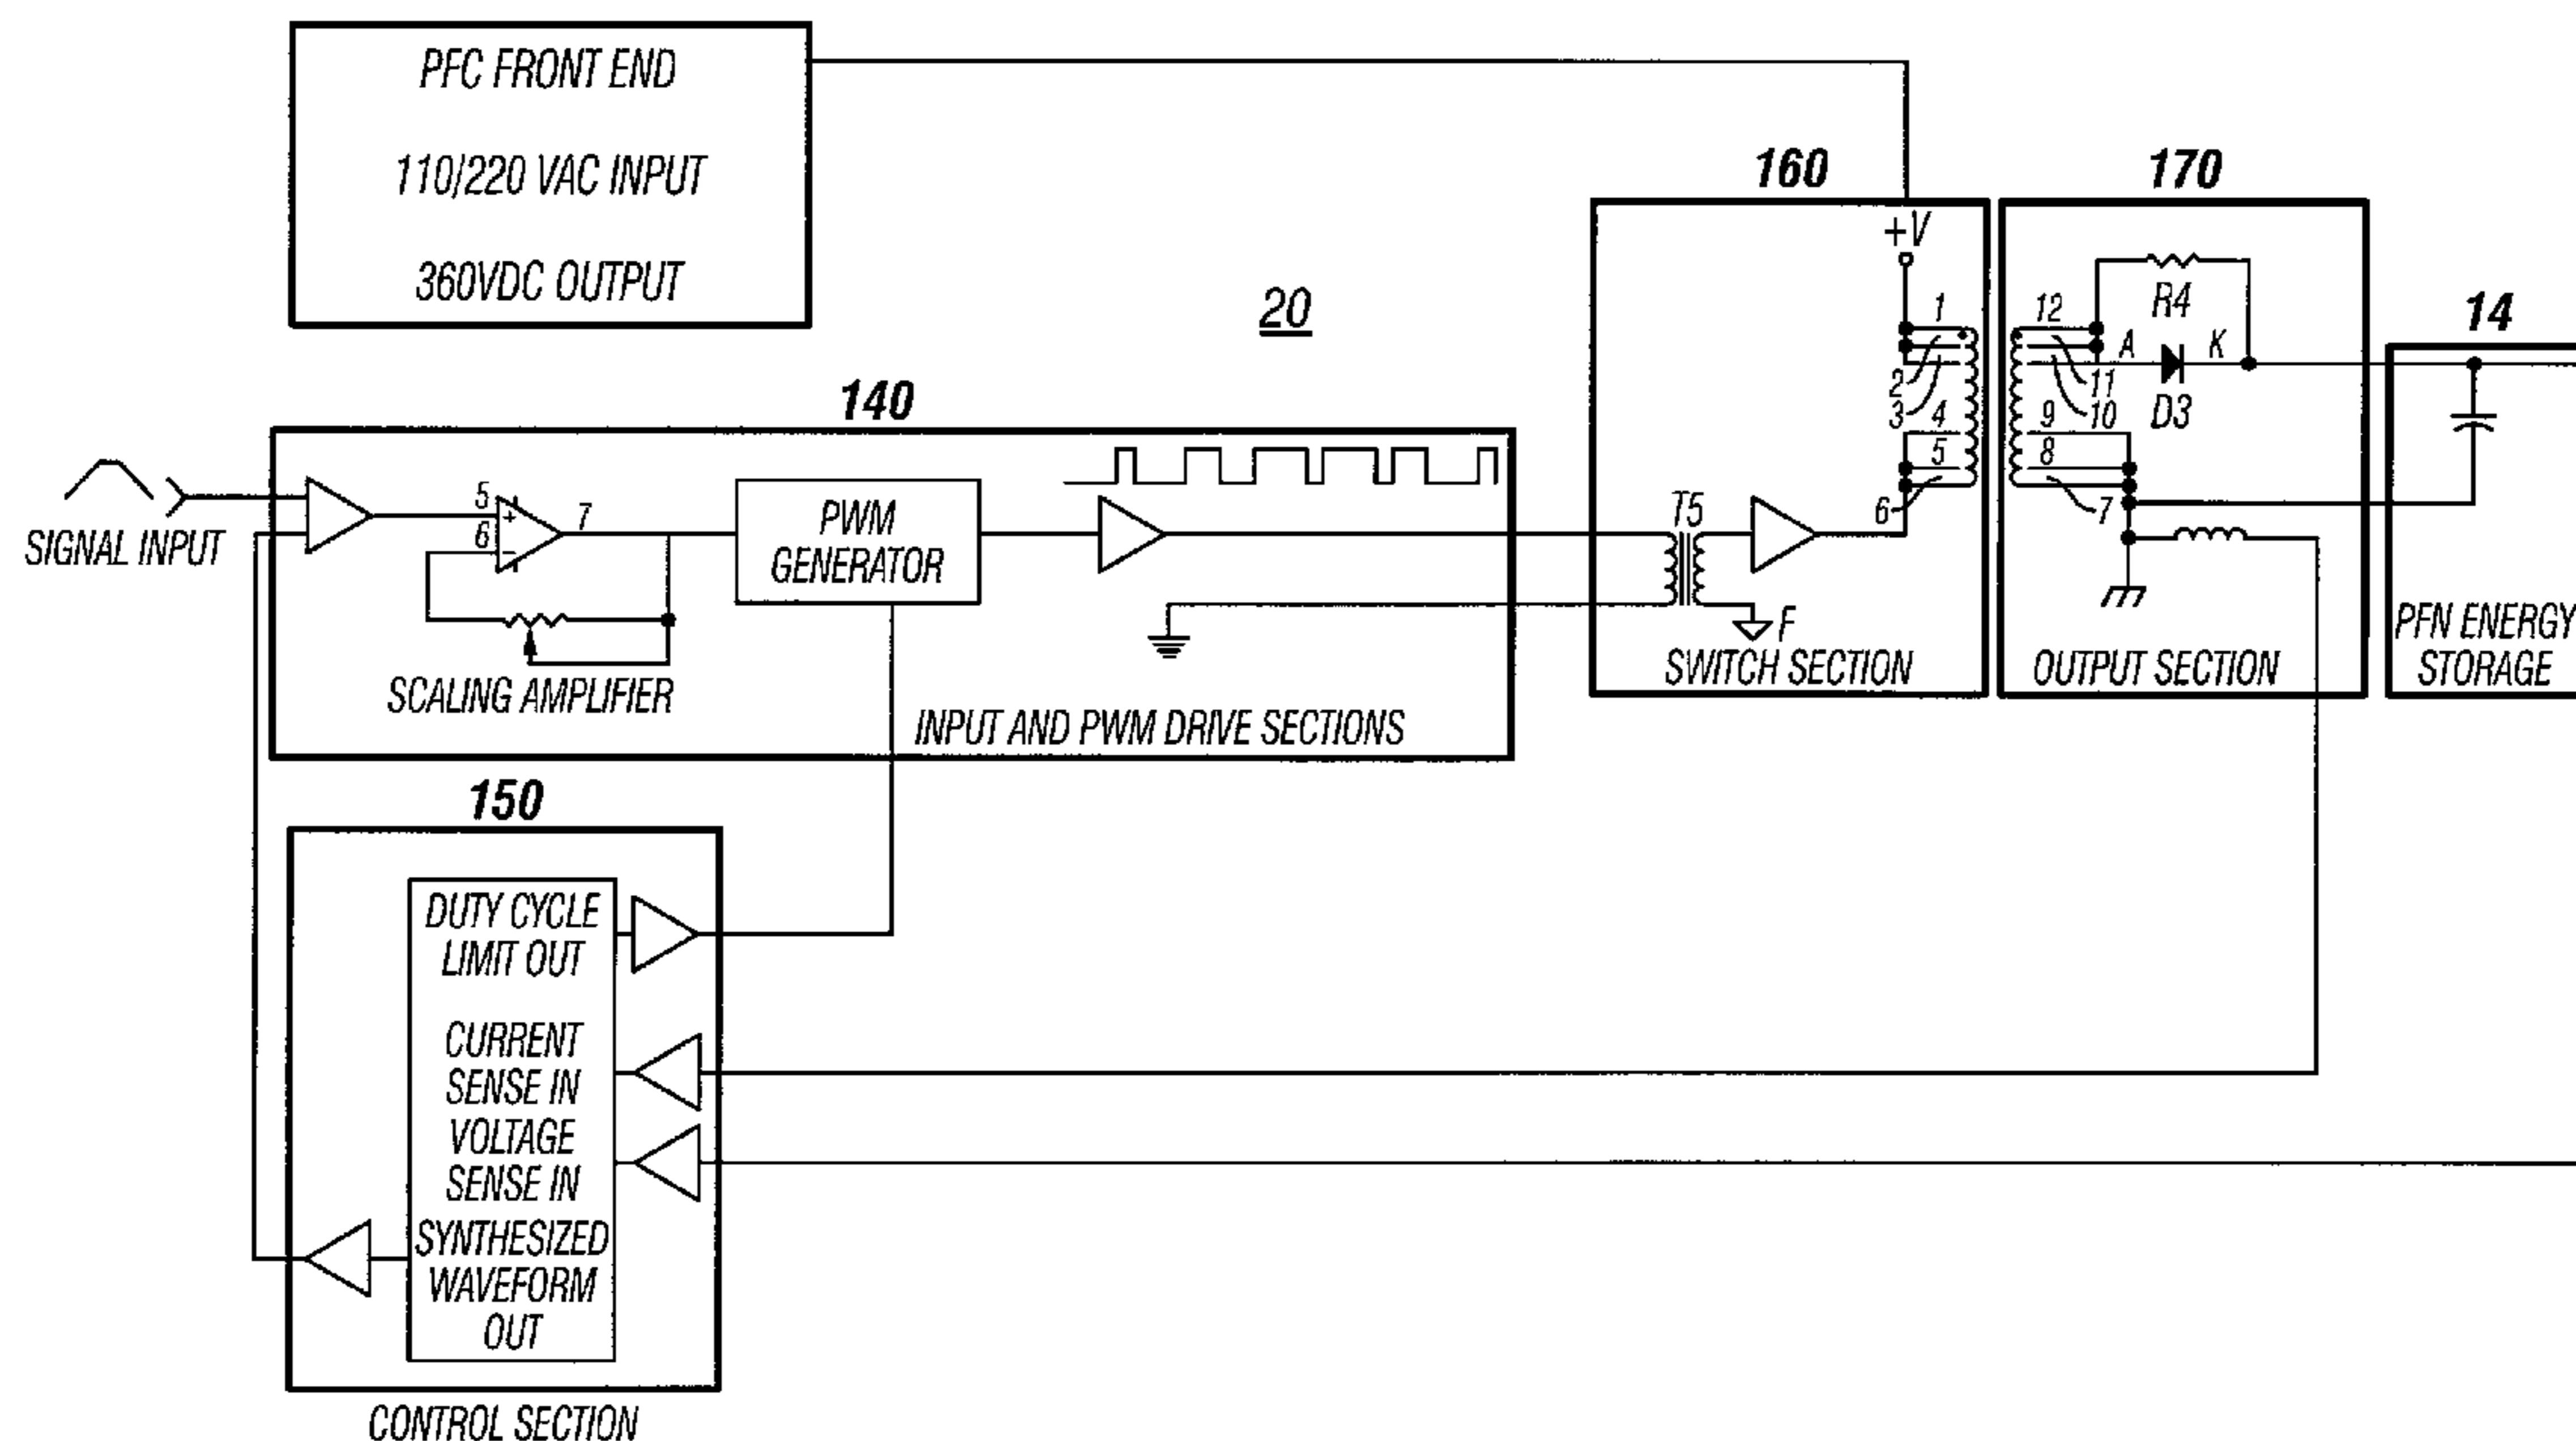 PFC FRONT END
110/220 VAC INPUT
360VDC OUTPUT
20
160
170
14
+V
1
2
3
4
5
6
12
11
10
9
8
7
R4
A
K
D3
140
SIGNAL INPUT
5
+
6
−
7
PWM
GENERATOR
SCALING AMPLIFIER
INPUT AND PWM DRIVE SECTIONS
T5
F
SWITCH SECTION
OUTPUT SECTION
PFN ENERGY
STORAGE
150
DUTY CYCLE
LIMIT OUT
CURRENT
SENSE IN
VOLTAGE
SENSE IN
SYNTHESIZED
WAVEFORM
OUT
CONTROL SECTION